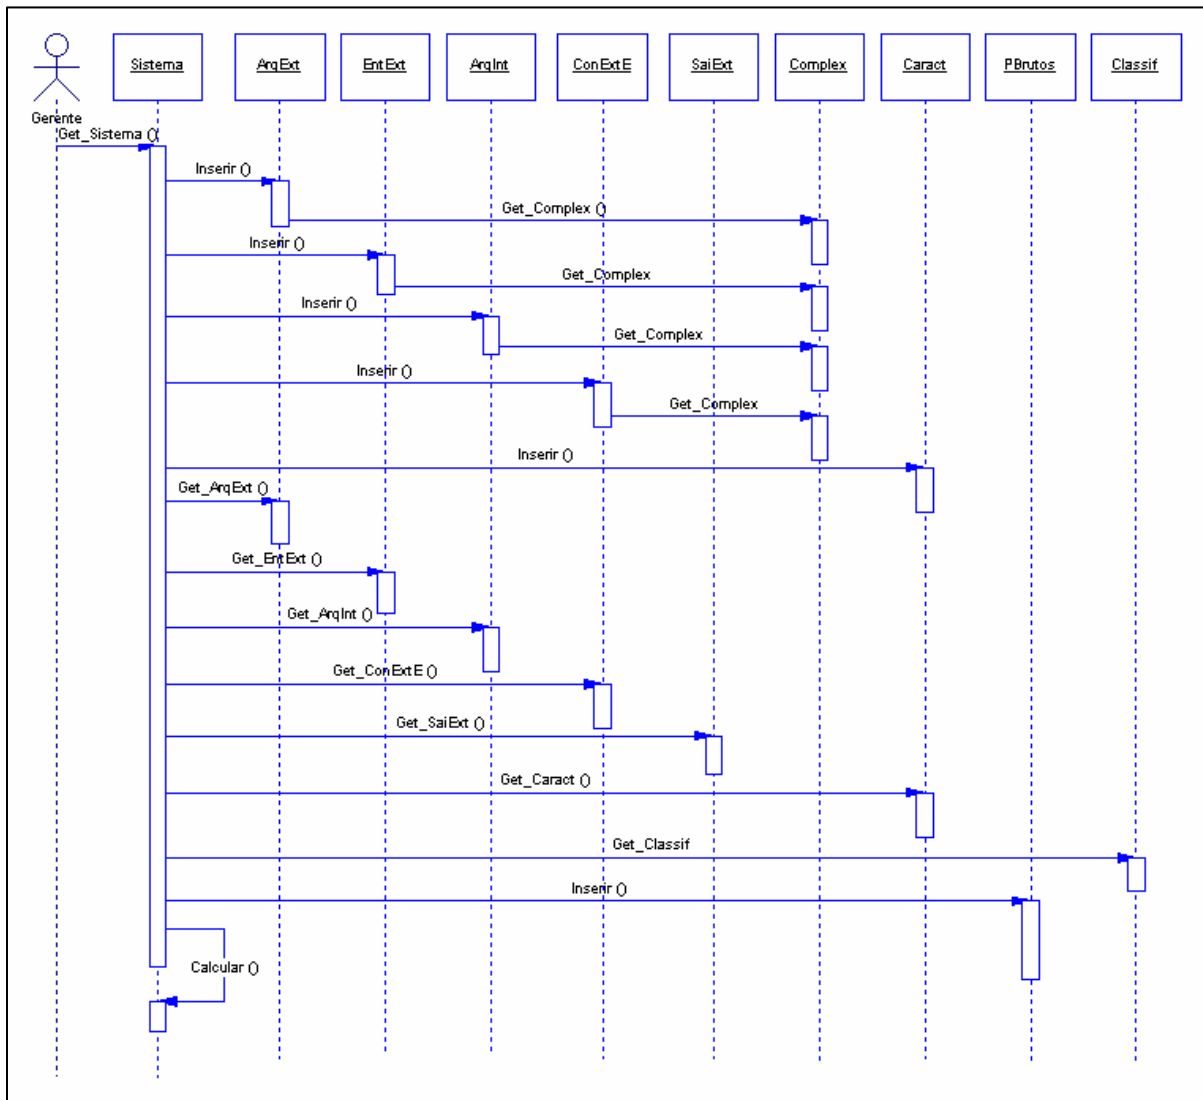 Sistema
ArqExt
EntExt
ArqInt
ConExtE
SaiExt
Complex
Caract
PBrutos
Classif
Gerente
Get_Sistema ()
Inserir ()
Get_Complex ()
Inserir ()
Get_Complex
Inserir ()
Get_Complex
Inserir ()
Get_Complex
Inserir ()
Get_ArqExt ()
Get_EntExt ()
Get_ArqInt ()
Get_ConExtE ()
Get_SaiExt ()
Get_Caract ()
Get_Classif
Inserir ()
Calcular ()